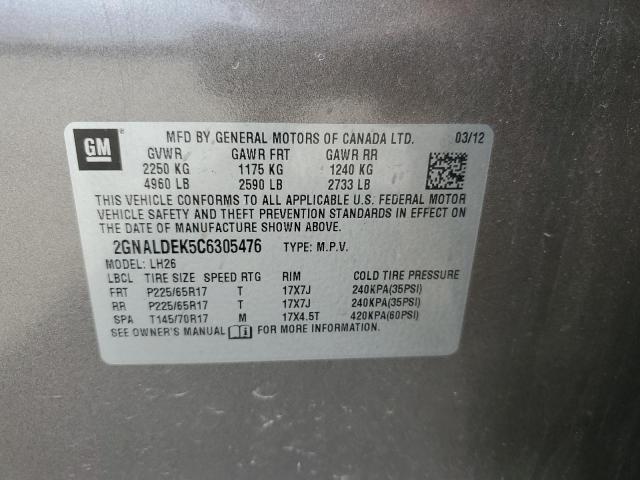 GM
MFD BY GENERAL MOTORS OF CANADA LTD. 03/12
GVWR GAWR FRT GAWR RR
2250 KG 1175 KG 1240 KG
4960 LB 2590 LB 2733 LB
THIS VEHICLE CONFORMS TO ALL APPLICABLE U.S. FEDERAL MOTOR
VEHICLE SAFETY AND THEFT PREVENTION STANDARDS IN EFFECT ON
THE DATE OF MANUFACTURE SHOWN ABOVE.
2GNALDEK5C6305476 TYPE: M.P.V.
MODEL: LH26
LBCL TIRE SIZE SPEED RTG RIM COLD TIRE PRESSURE
FRT P225/65R17 T 17X7J 240KPA(35PSI)
RR P225/65R17 T 17X7J 240KPA(35PSI)
SPA T145/70R17 M 17X4.5T 420KPA(60PSI)
SEE OWNER'S MANUAL FOR MORE INFORMATION.